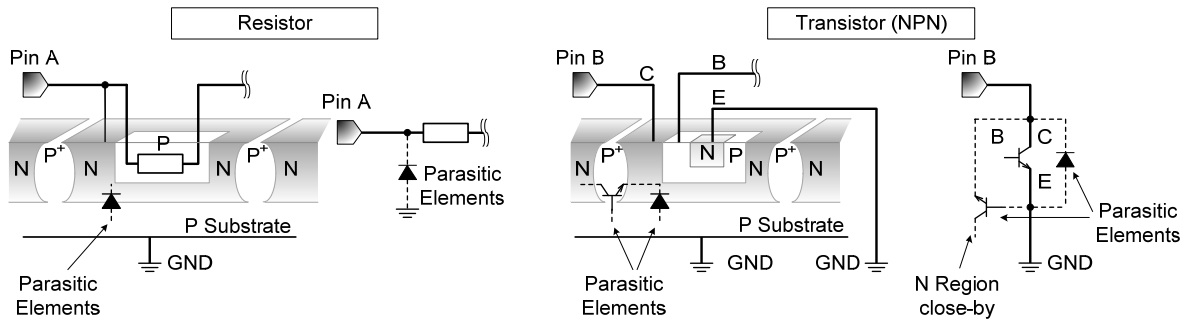 Resistor
Transistor (NPN)
Pin A
Pin A
N
P+
N
P
P+
N
N
Parasitic
Elements
P Substrate
GND
Parasitic
Elements
Pin B
C
B
E
N
P+
N
N
P
P+
N
N
P Substrate
GND
GND
Parasitic
Elements
Pin B
B
C
E
Parasitic
Elements
GND
N Region
close-by